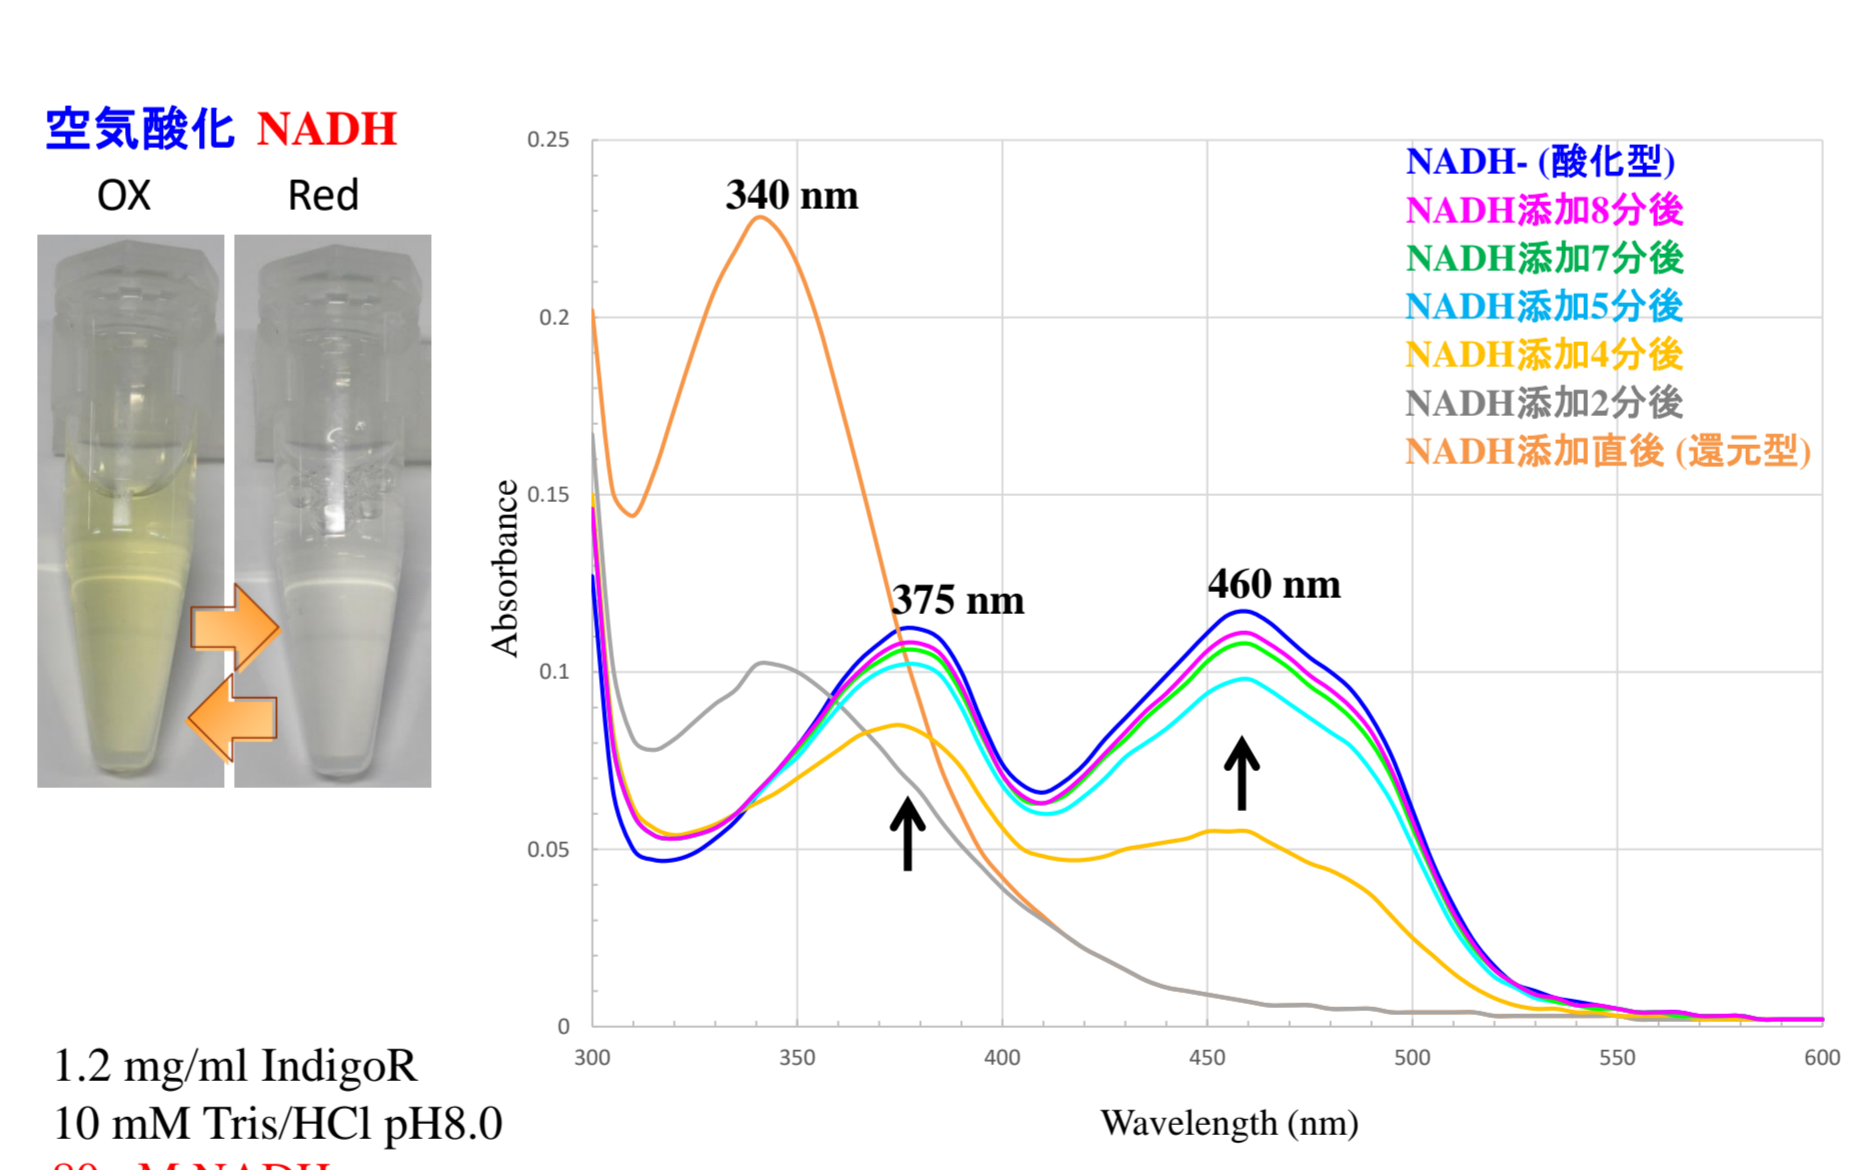 空気酸化 NADH
OX Red
340 nm
375 nm
460 nm
NADH- (酸化型)
NADH添加8分後
NADH添加7分後
NADH添加5分後
NADH添加4分後
NADH添加2分後
NADH添加直後 (還元型)
Absorbance
0.25
0.2
0.15
0.1
0.05
0
300 350 400 450 500 550 600
Wavelength (nm)
1.2 mg/ml IndigoR
10 mM Tris/HCl pH8.0
M NADH